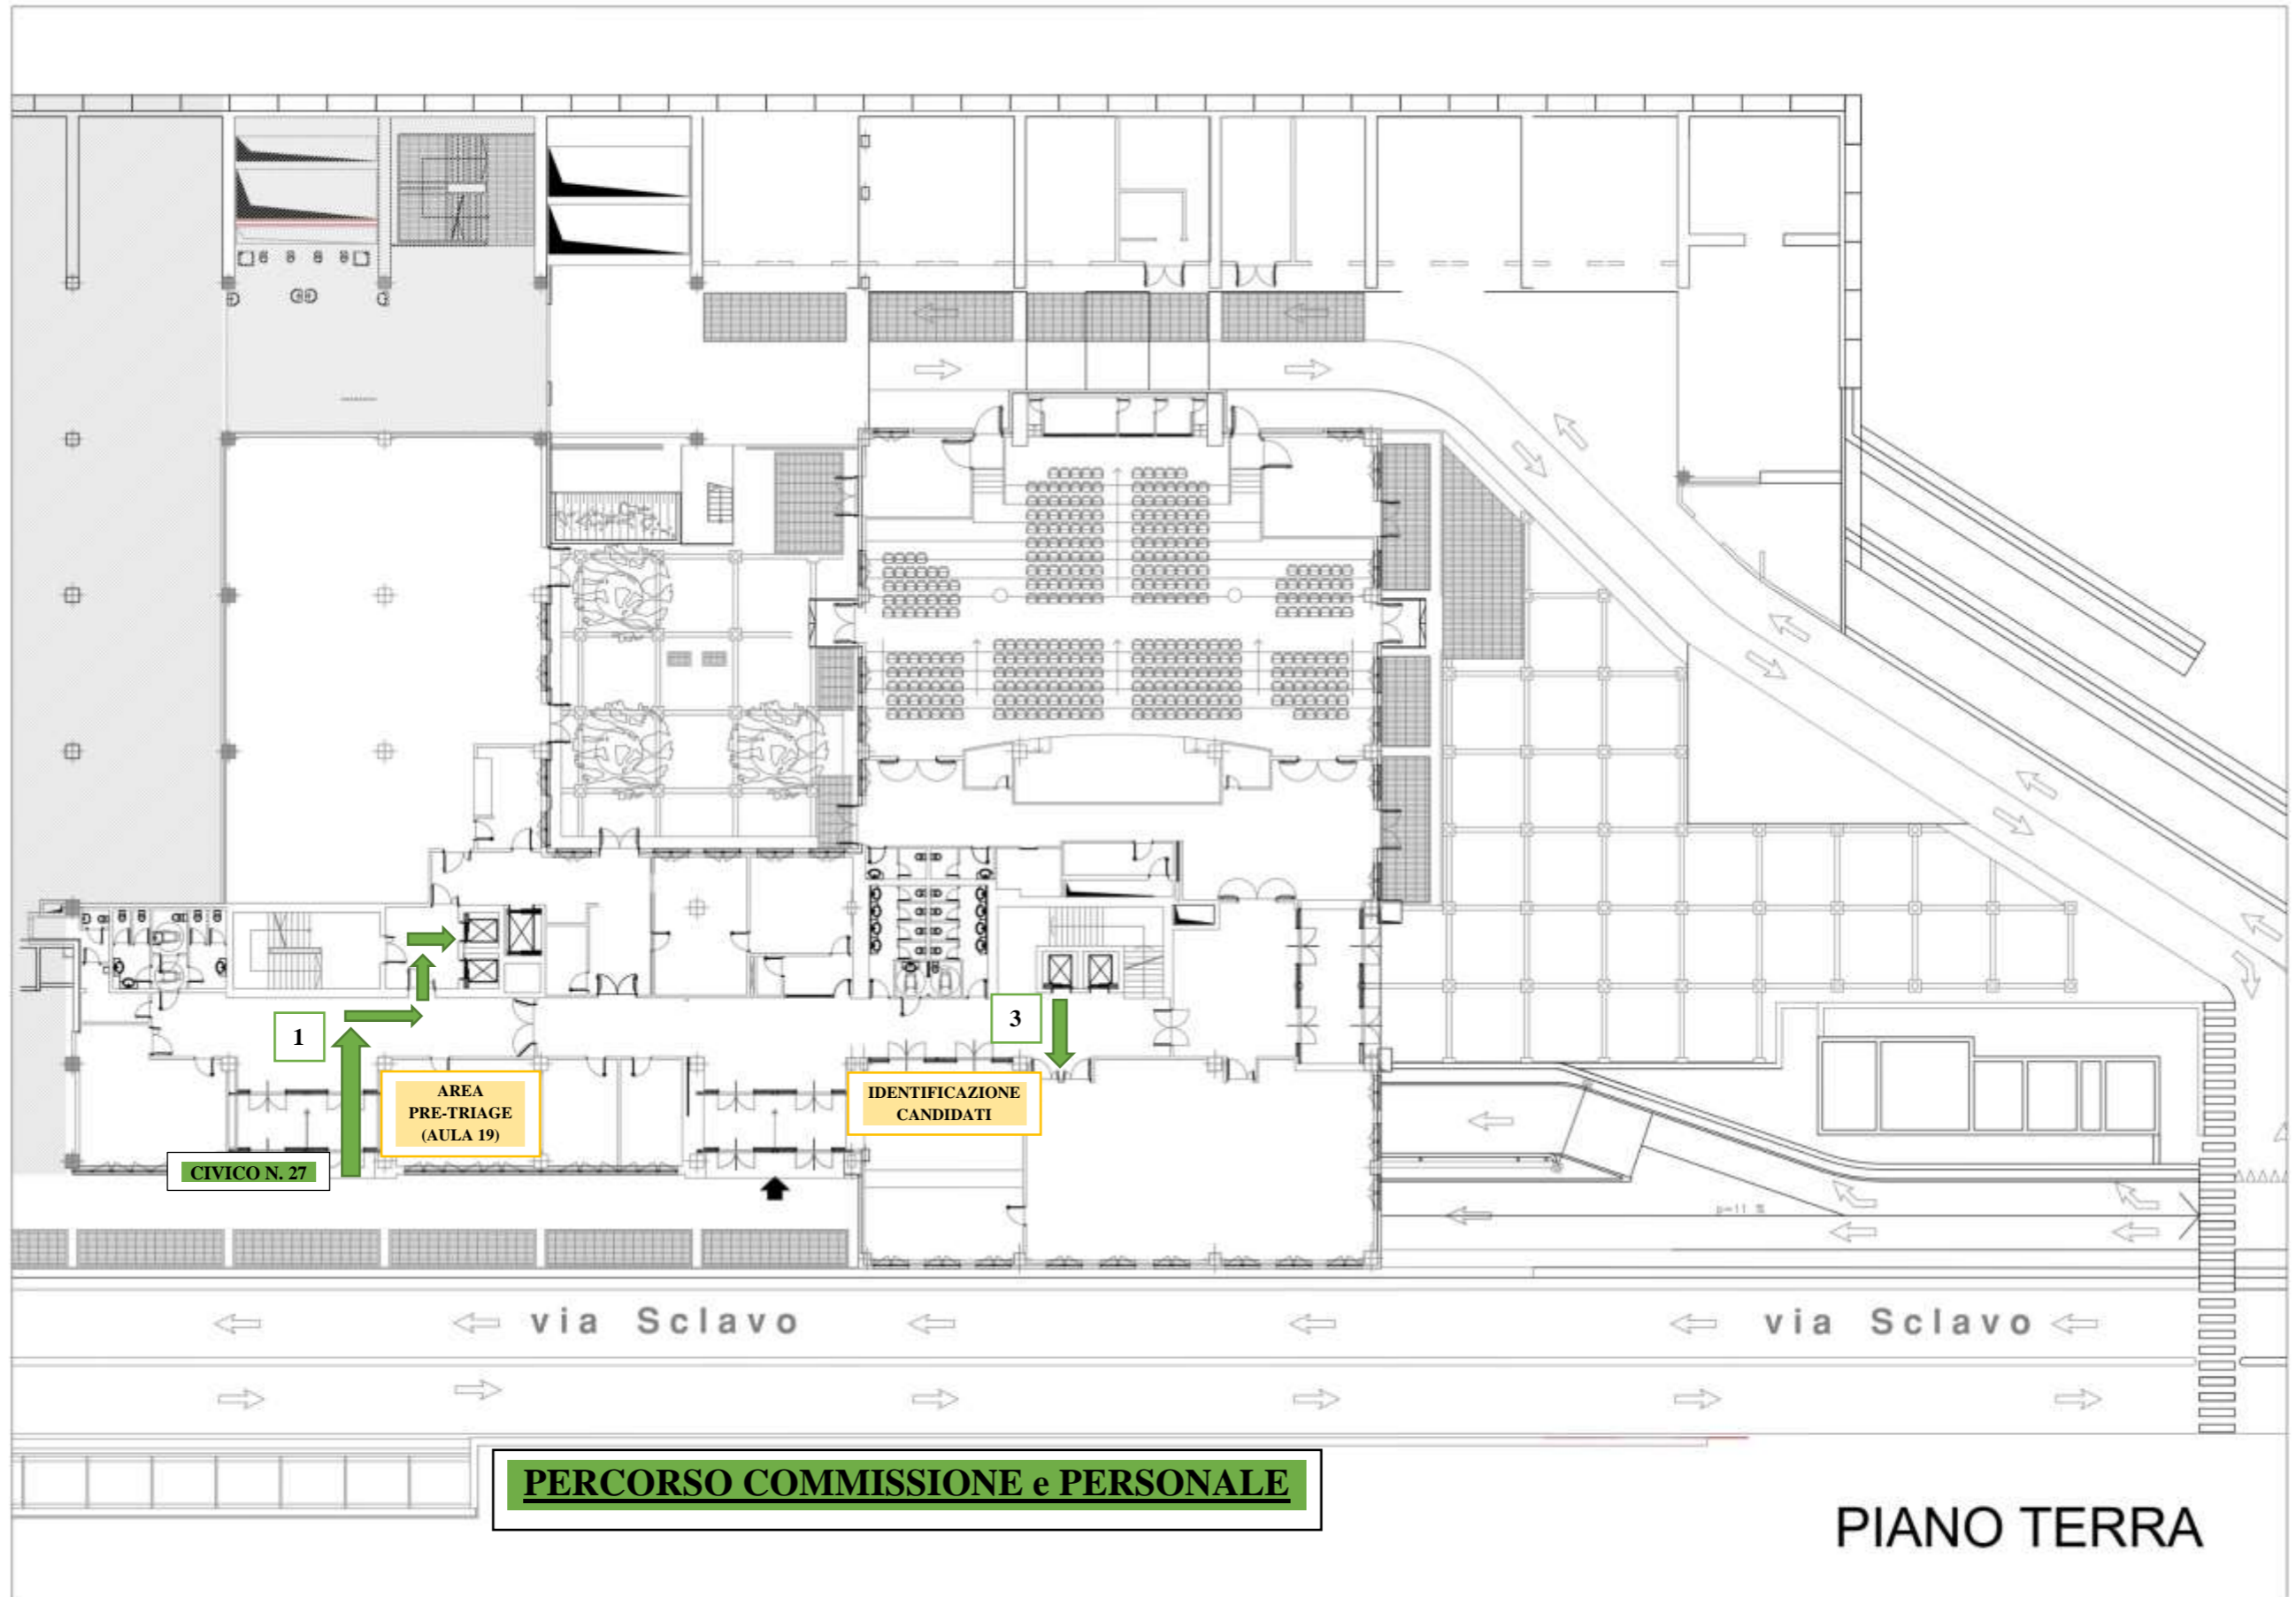 1
3
AREA
PRE-TRIAGE
(AULA 19)
IDENTIFICAZIONE
CANDIDATI
CIVICO N. 27
p=11 %
via Sclavo
via Sclavo
PERCORSO COMMISSIONE e PERSONALE
PIANO TERRA